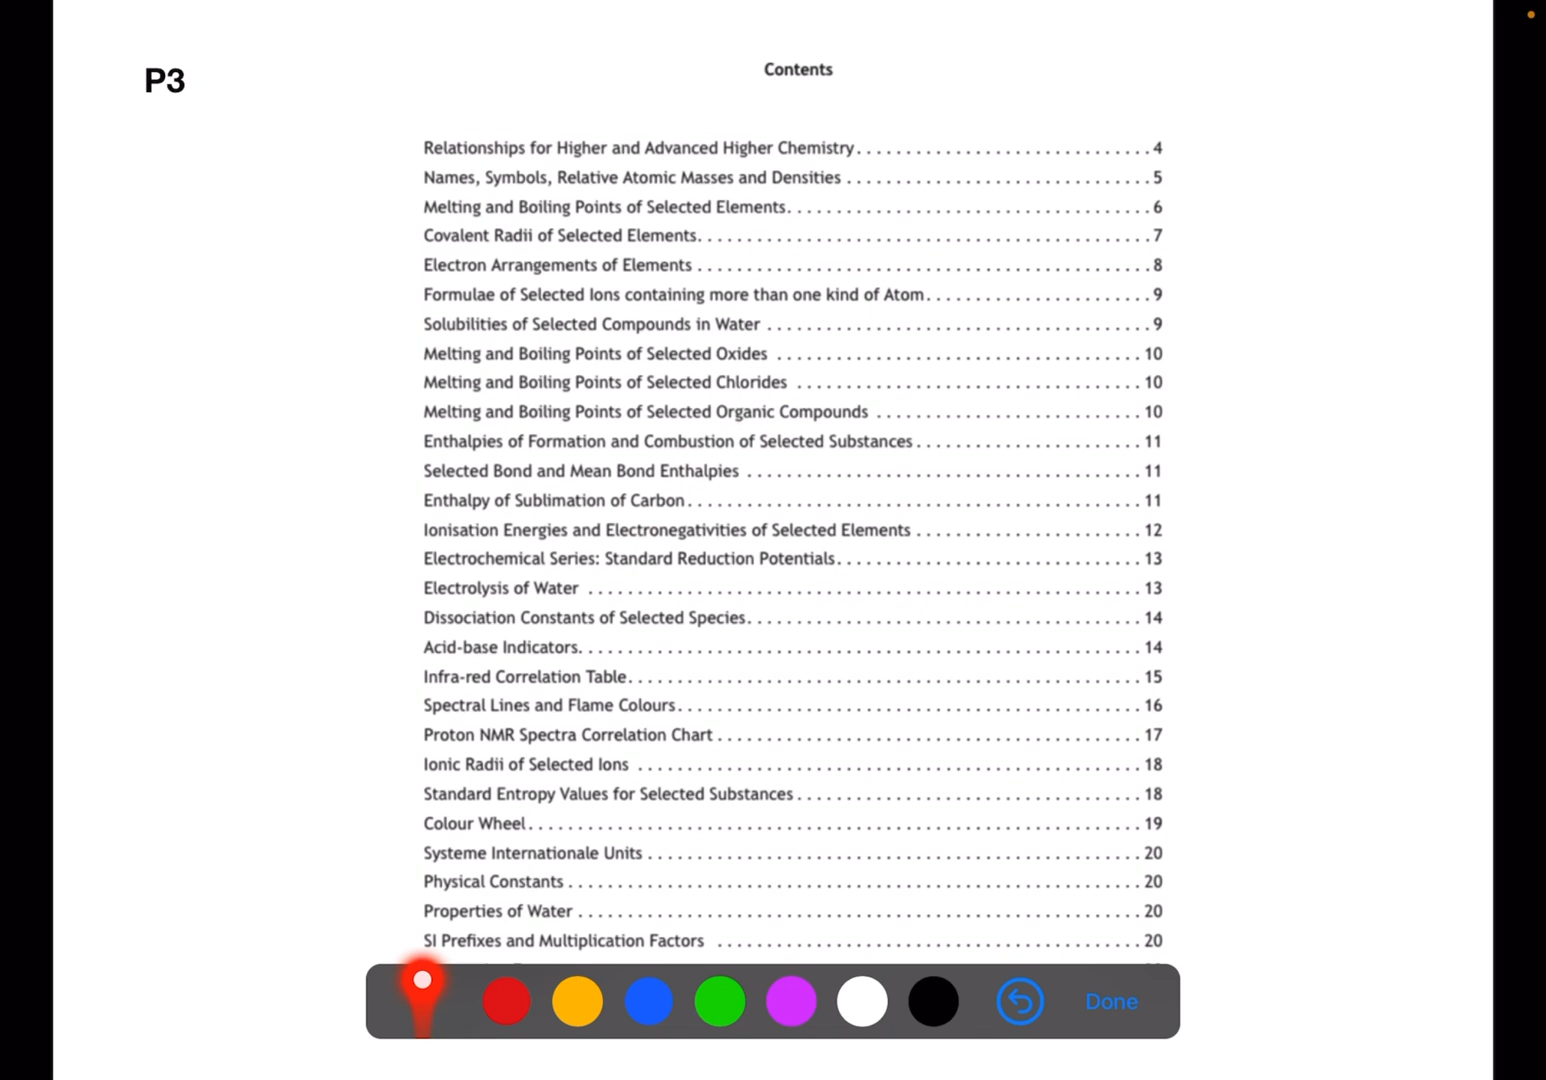 P3
Contents
Relationships for Higher and Advanced Higher Chemistry . . . . . . . . . . . . . . . . . . . . . . . . . . . . . . 4
Names, Symbols, Relative Atomic Masses and Densities . . . . . . . . . . . . . . . . . . . . . . . . . . . . . . . 5
Melting and Boiling Points of Selected Elements. . . . . . . . . . . . . . . . . . . . . . . . . . . . . . . . . . . . . 6
Covalent Radii of Selected Elements. . . . . . . . . . . . . . . . . . . . . . . . . . . . . . . . . . . . . . . . . . . . . . 7
Electron Arrangements of Elements . . . . . . . . . . . . . . . . . . . . . . . . . . . . . . . . . . . . . . . . . . . . . . 8
Formulae of Selected Ions containing more than one kind of Atom. . . . . . . . . . . . . . . . . . . . . . . 9
Solubilities of Selected Compounds in Water . . . . . . . . . . . . . . . . . . . . . . . . . . . . . . . . . . . . . . . 9
Melting and Boiling Points of Selected Oxides . . . . . . . . . . . . . . . . . . . . . . . . . . . . . . . . . . . . . 10
Melting and Boiling Points of Selected Chlorides . . . . . . . . . . . . . . . . . . . . . . . . . . . . . . . . . . . 10
Melting and Boiling Points of Selected Organic Compounds . . . . . . . . . . . . . . . . . . . . . . . . . . . 10
Enthalpies of Formation and Combustion of Selected Substances . . . . . . . . . . . . . . . . . . . . . . . 11
Selected Bond and Mean Bond Enthalpies . . . . . . . . . . . . . . . . . . . . . . . . . . . . . . . . . . . . . . . . 11
Enthalpy of Sublimation of Carbon . . . . . . . . . . . . . . . . . . . . . . . . . . . . . . . . . . . . . . . . . . . . . . 11
Ionisation Energies and Electronegativities of Selected Elements . . . . . . . . . . . . . . . . . . . . . . . 12
Electrochemical Series: Standard Reduction Potentials. . . . . . . . . . . . . . . . . . . . . . . . . . . . . . . 13
Electrolysis of Water . . . . . . . . . . . . . . . . . . . . . . . . . . . . . . . . . . . . . . . . . . . . . . . . . . . . . . . . 13
Dissociation Constants of Selected Species. . . . . . . . . . . . . . . . . . . . . . . . . . . . . . . . . . . . . . . . 14
Acid-base Indicators. . . . . . . . . . . . . . . . . . . . . . . . . . . . . . . . . . . . . . . . . . . . . . . . . . . . . . . . . 14
Infra-red Correlation Table . . . . . . . . . . . . . . . . . . . . . . . . . . . . . . . . . . . . . . . . . . . . . . . . . . . . 15
Spectral Lines and Flame Colours . . . . . . . . . . . . . . . . . . . . . . . . . . . . . . . . . . . . . . . . . . . . . . . 16
Proton NMR Spectra Correlation Chart . . . . . . . . . . . . . . . . . . . . . . . . . . . . . . . . . . . . . . . . . . . 17
Ionic Radii of Selected Ions . . . . . . . . . . . . . . . . . . . . . . . . . . . . . . . . . . . . . . . . . . . . . . . . . . . 18
Standard Entropy Values for Selected Substances . . . . . . . . . . . . . . . . . . . . . . . . . . . . . . . . . . . 18
Colour Wheel . . . . . . . . . . . . . . . . . . . . . . . . . . . . . . . . . . . . . . . . . . . . . . . . . . . . . . . . . . . . . . 19
Systeme Internationale Units . . . . . . . . . . . . . . . . . . . . . . . . . . . . . . . . . . . . . . . . . . . . . . . . . . 20
Physical Constants . . . . . . . . . . . . . . . . . . . . . . . . . . . . . . . . . . . . . . . . . . . . . . . . . . . . . . . . . . 20
Properties of Water . . . . . . . . . . . . . . . . . . . . . . . . . . . . . . . . . . . . . . . . . . . . . . . . . . . . . . . . . 20
SI Prefixes and Multiplication Factors . . . . . . . . . . . . . . . . . . . . . . . . . . . . . . . . . . . . . . . . . . . 20
Done